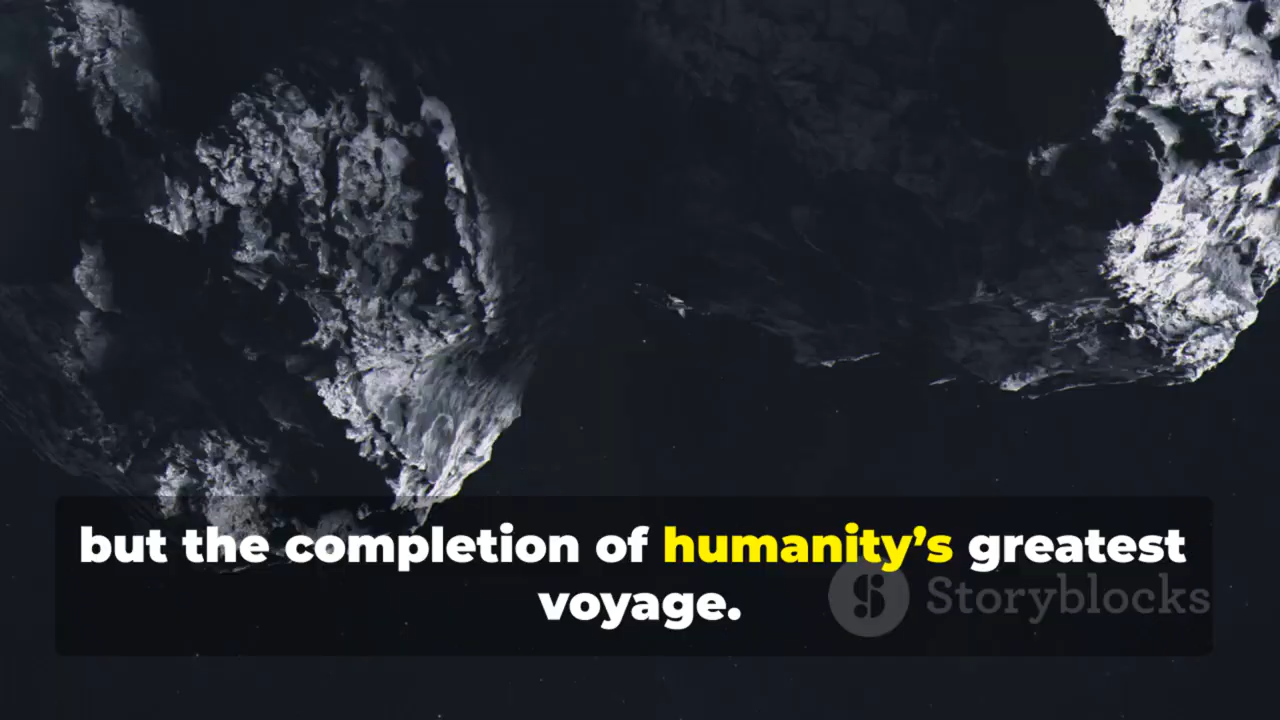 but the completion of humanity’s greatest
voyage.
Storyblocks